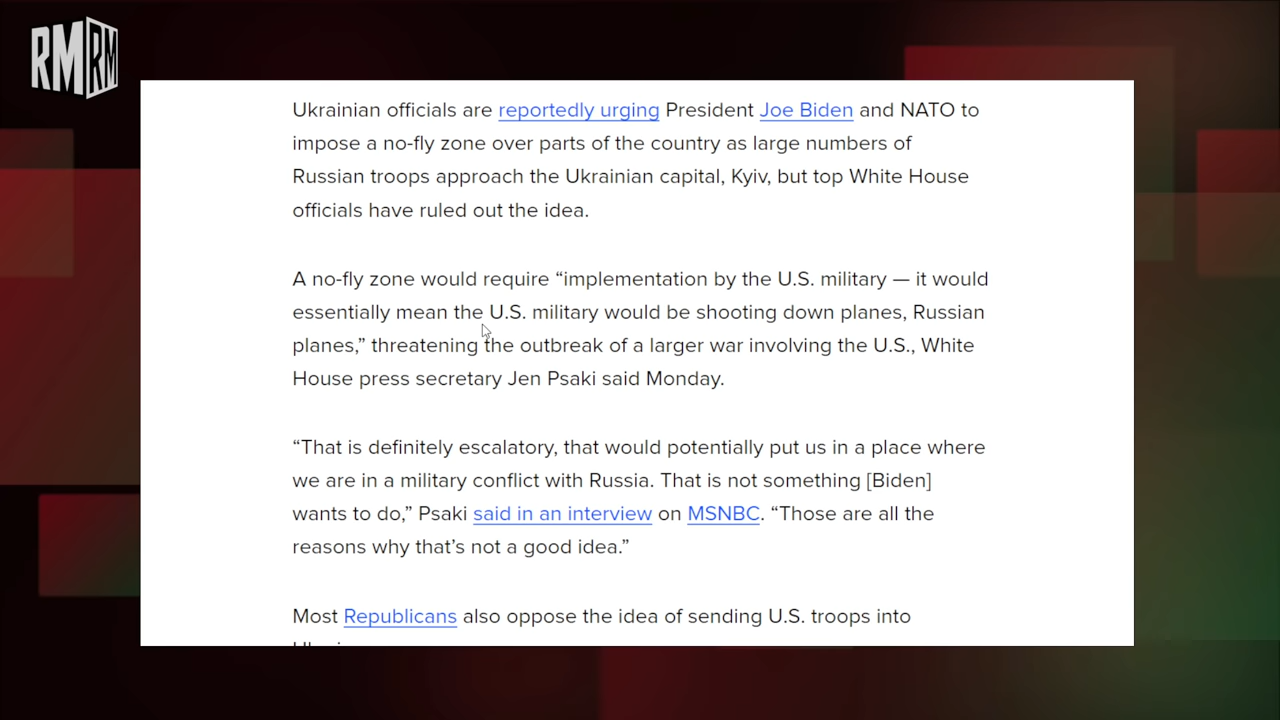 RMRM
Ukrainian officials are reportedly urging President Joe Biden and NATO to
impose a no-fly zone over parts of the country as large numbers of
Russian troops approach the Ukrainian capital, Kyiv, but top White House
officials have ruled out the idea.
A no-fly zone would require “implementation by the U.S. military — it would
essentially mean the U.S. military would be shooting down planes, Russian
planes,” threatening the outbreak of a larger war involving the U.S., White
House press secretary Jen Psaki said Monday.
“That is definitely escalatory, that would potentially put us in a place where
we are in a military conflict with Russia. That is not something [Biden]
wants to do,” Psaki said in an interview on MSNBC. “Those are all the
reasons why that’s not a good idea.”
Most Republicans also oppose the idea of sending U.S. troops into